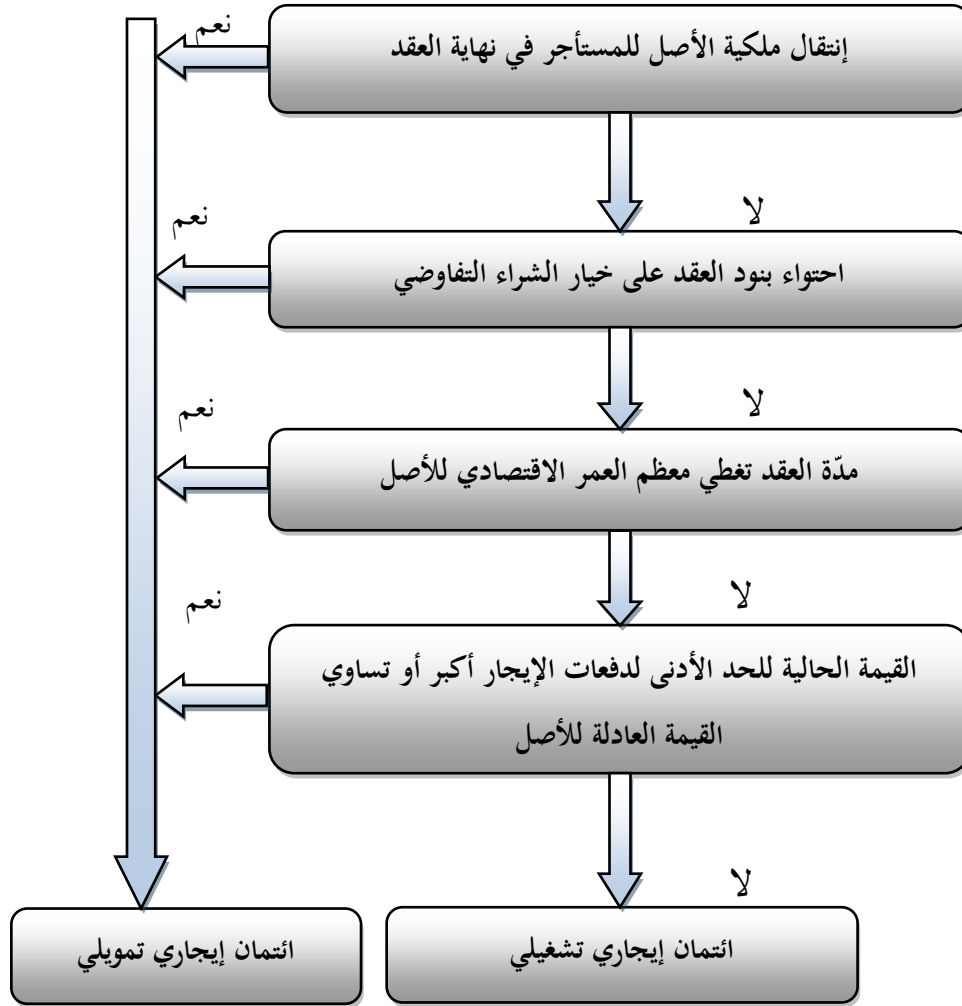 نعم
إنتقال ملكية الأصل للمستأجر في نهاية العقد
لا
نعم
احتواء بنود العقد على خيار الشراء التفاوضي
لا
نعم
مدّة العقد تغطي معظم العمر الاقتصادي للأصل
لا
نعم
القيمة الحالية للحد الأدنى لدفعات الإيجار أكبر أو تساوي
القيمة العادلة للأصل
لا
ائتمان إيجاري تشغيلي
ائتمان إيجاري تمويلي